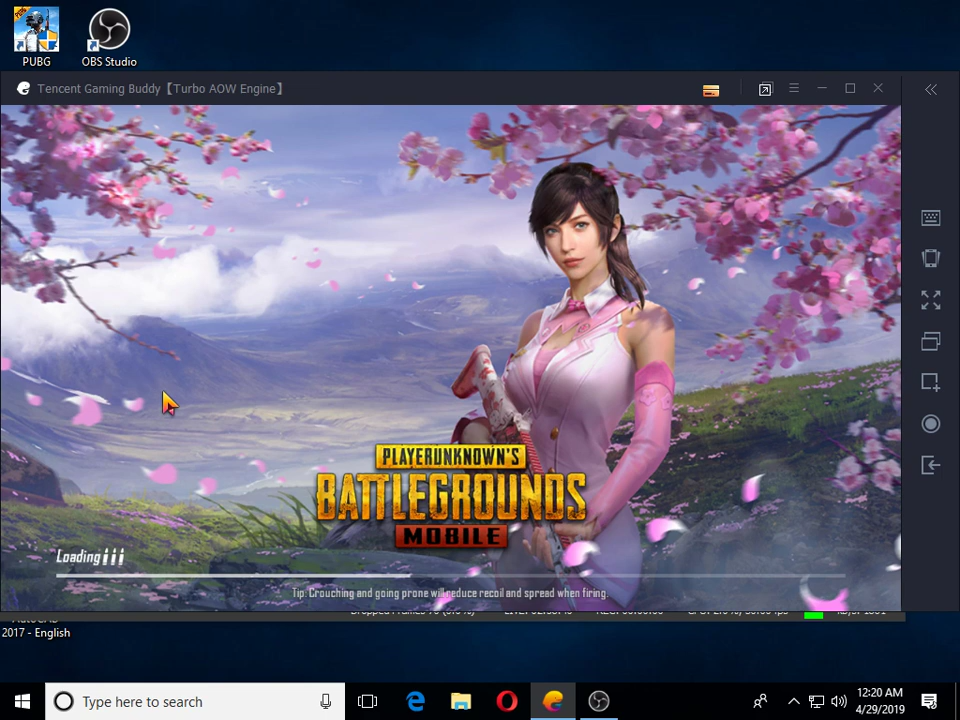 PUBG
OBS Studio
Tencent Gaming Buddy【Turbo AOW Engine】
PLAYERUNKNOWN'S
BATTLEGROUNDS
MOBILE
Loading
Tip: Crouching and going prone will reduce recoil and spread when firing.
2017 - English
Type here to search
12:20 AM
4/29/2019